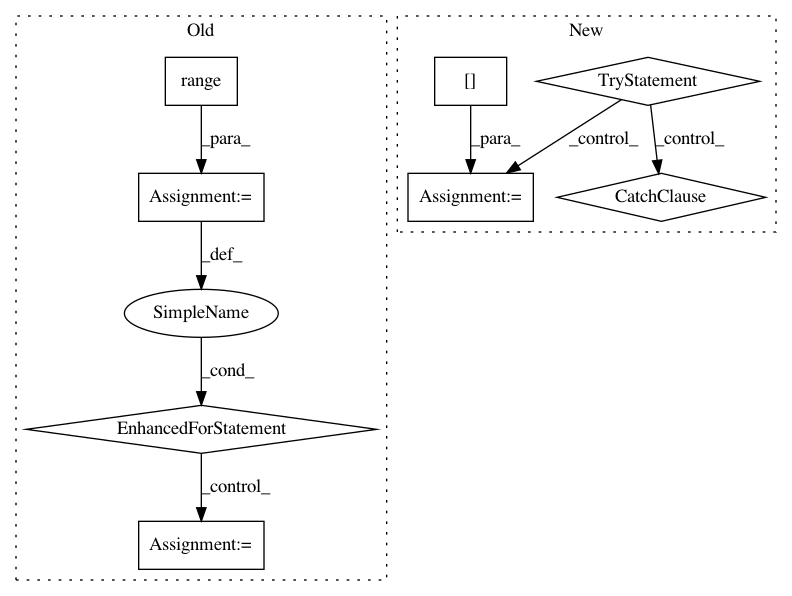 Old
range
_para_
Assignment:=
_def_
SimpleName
_cond_
EnhancedForStatement
_control_
Assignment:=
New
[]
TryStatement
_para_
_control_
_control_
Assignment:=
CatchClause